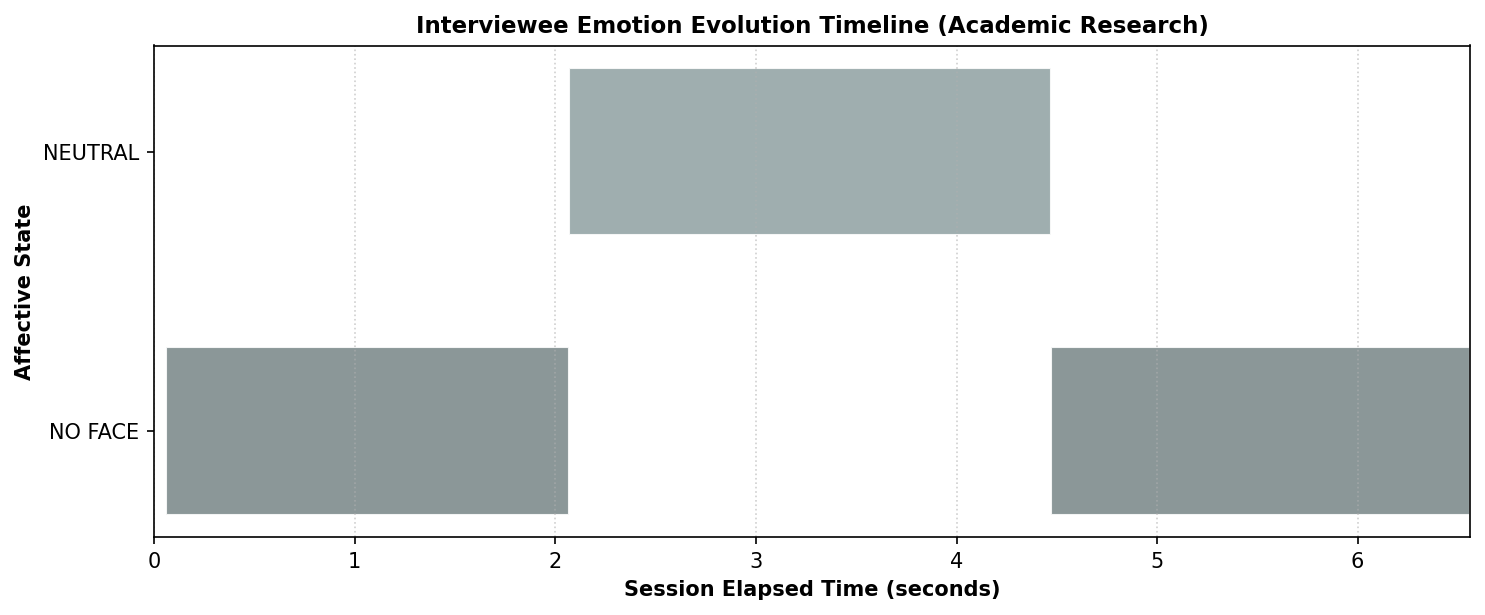 Interviewee Emotion Evolution Timeline (Academic Research)
Affective State
NEUTRAL
NO FACE
0 1 2 3 4 5 6
Session Elapsed Time (seconds)